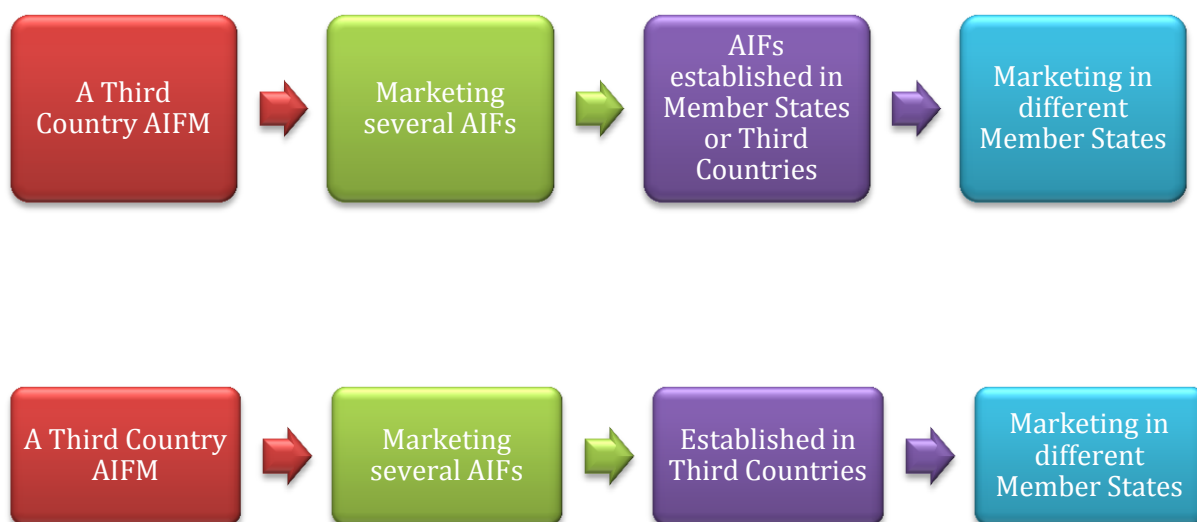 A Third
Country AIFM
Marketing
several AIFs
AIFs
established in
Member States
or Third
Countries
Marketing in
different
Member States
A Third Country
AIFM
Marketing
several AIFs
Established in
Third Countries
Marketing in
different
Member States